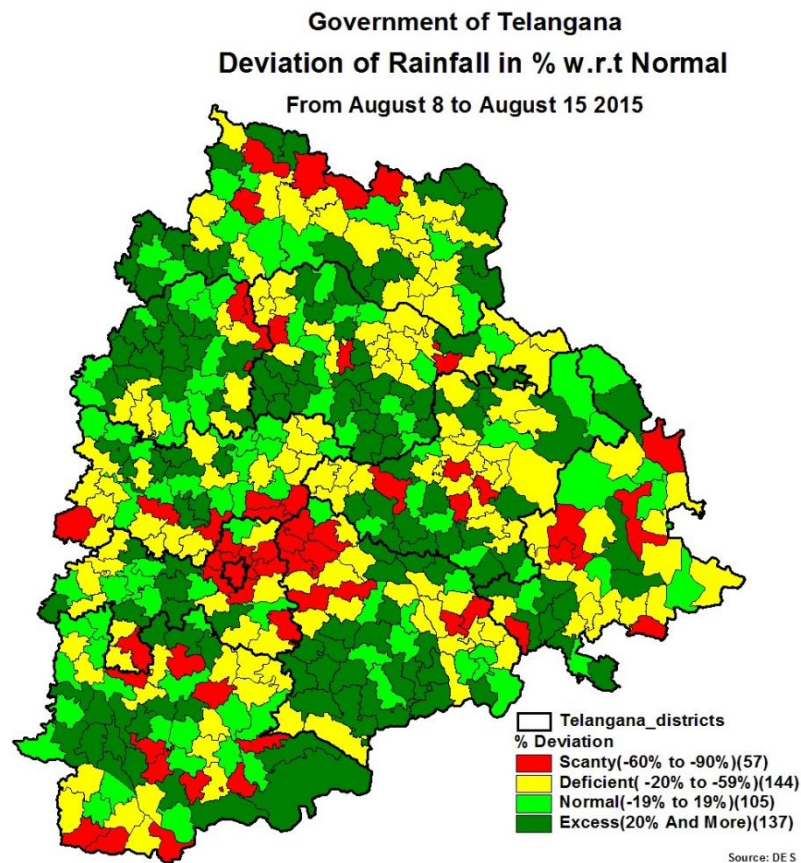 Government of Telangana
Deviation of Rainfall in % w.r.t Normal
From August 8 to August 15 2015
Telangana_districts
% Deviation
Scanty(-60% to -90%)(57)
Deficient( -20% to -59%)(144)
Normal(-19% to 19%)(105)
Excess(20% And More)(137)
Source: DE S